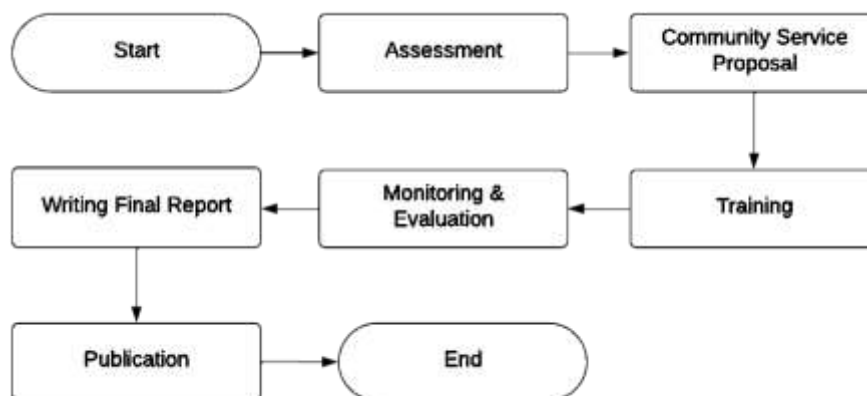 Start
Assessment
Community Service
Proposal
Training
Monitoring &
Evaluation
Writing Final Report
Publication
End